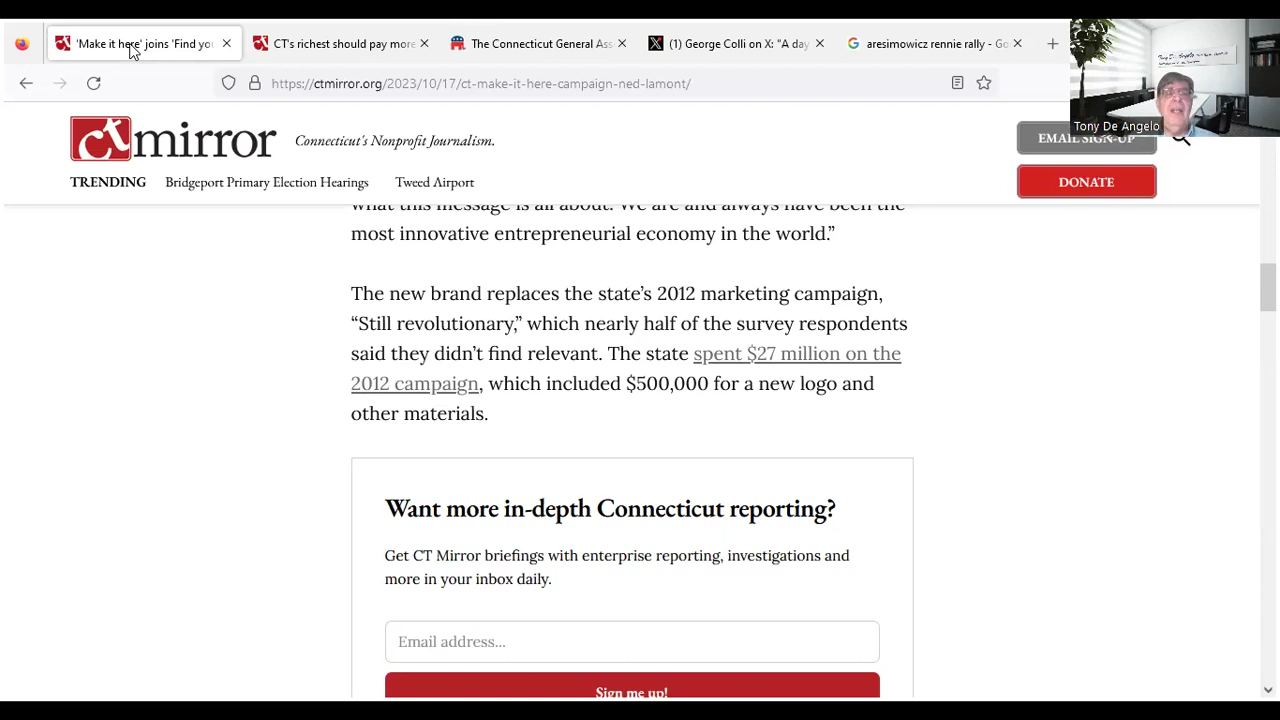 'Make it here' joins 'Find you
CT's richest should pay more
The Connecticut General Ass
(1) George Colli on X: "A day
aresimowicz rennie rally - Go
https://ctmirror.org/2023/10/17/ct-make-it-here-campaign-ned-lamont/
Tony De Angelo
ctmirror
Connecticut's Nonprofit Journalism.
EMAIL SIGN-UP
TRENDING
Bridgeport Primary Election Hearings
Tweed Airport
DONATE
what this message is all about. We are and always have been the
most innovative entrepreneurial economy in the world.”
The new brand replaces the state’s 2012 marketing campaign,
“Still revolutionary,” which nearly half of the survey respondents
said they didn’t find relevant. The state spent $27 million on the
2012 campaign, which included $500,000 for a new logo and
other materials.
Want more in-depth Connecticut reporting?
Get CT Mirror briefings with enterprise reporting, investigations and
more in your inbox daily.
Email address...
Sign me up!